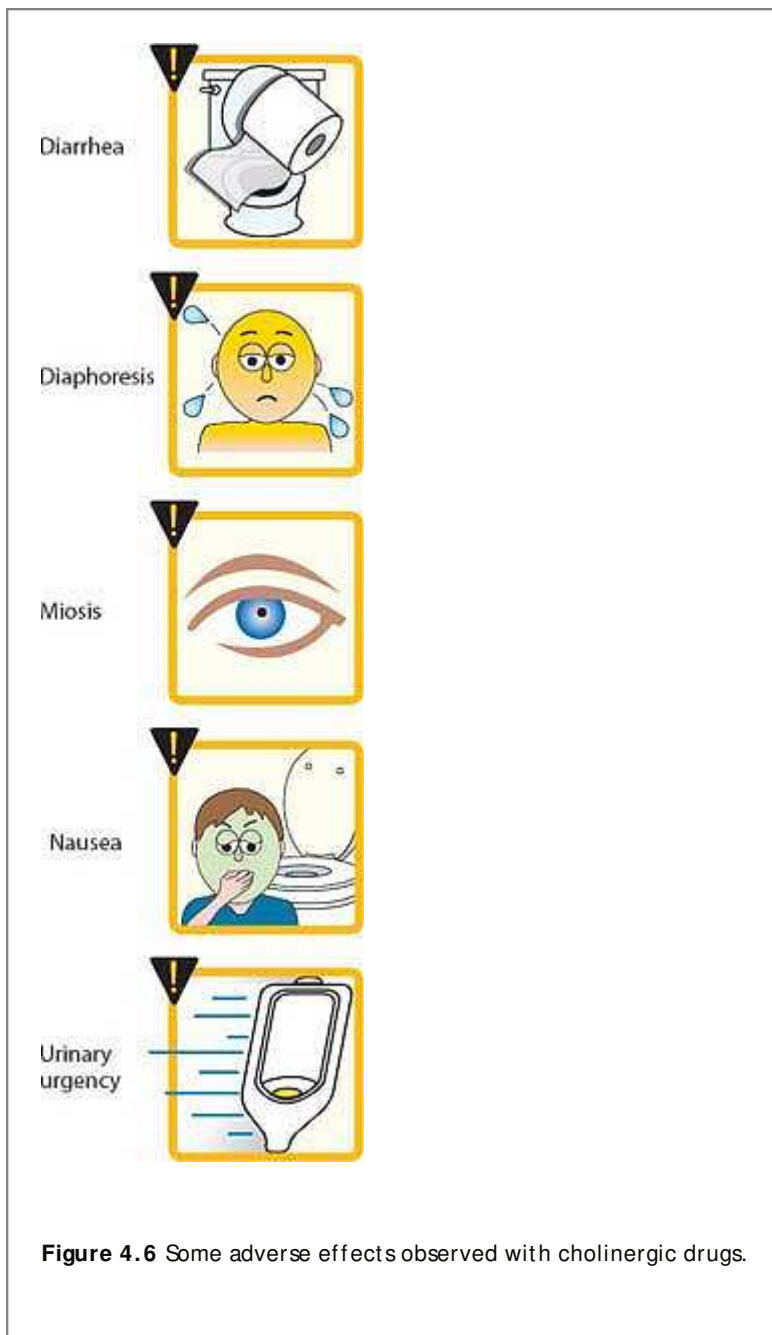 Diarrhea
Diaphoresis
Miosis
Nausea
Urinary
urgency
Figure 4.6 Some adverse effects observed with cholinergic drugs.